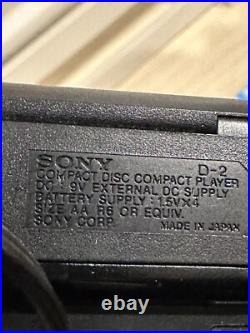 SONY D-2
COMPACT DISC COMPACT PLAYER
DC : 9V EXTERNAL DC SUPPLY
BATTERY SUPPLY : 1.5V×4
SIZE AA R6 OR EQUIV.
SONY CORP. MADE IN JAPAN
Watermarkly